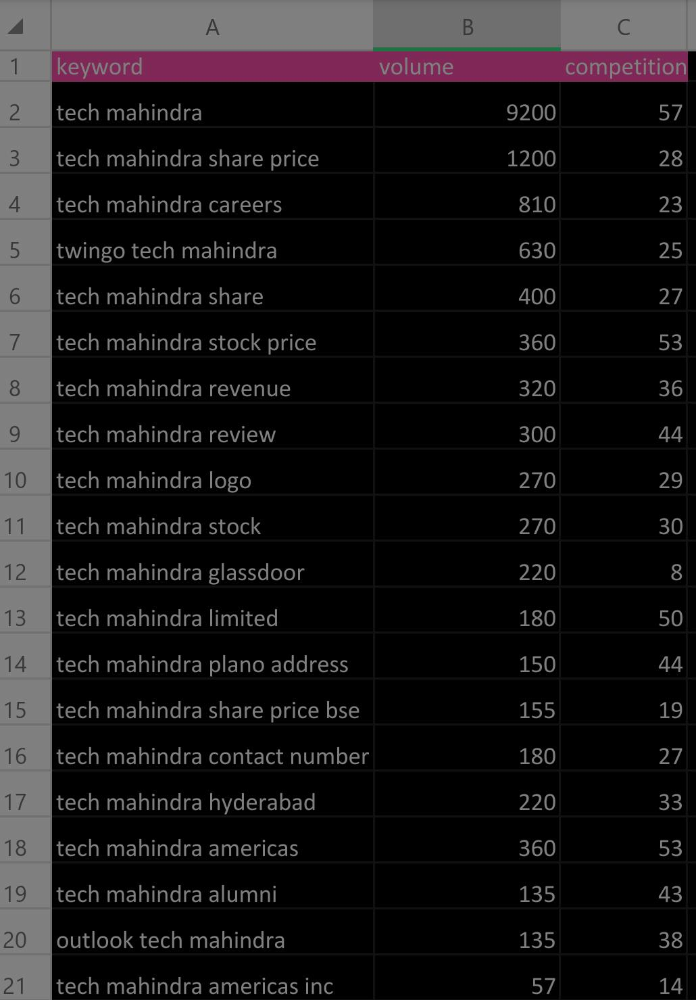 A B C
1 keyword volume competition
2 tech mahindra 9200 57
3 tech mahindra share price 1200 28
4 tech mahindra careers 810 23
5 twingo tech mahindra 630 25
6 tech mahindra share 400 27
7 tech mahindra stock price 360 53
8 tech mahindra revenue 320 36
9 tech mahindra review 300 44
10 tech mahindra logo 270 29
11 tech mahindra stock 270 30
12 tech mahindra glassdoor 220 8
13 tech mahindra limited 180 50
14 tech mahindra plano address 150 44
15 tech mahindra share price bse 155 19
16 tech mahindra contact number 180 27
17 tech mahindra hyderabad 220 33
18 tech mahindra americas 360 53
19 tech mahindra alumni 135 43
20 outlook tech mahindra 135 38
21 tech mahindra americas inc 57 14